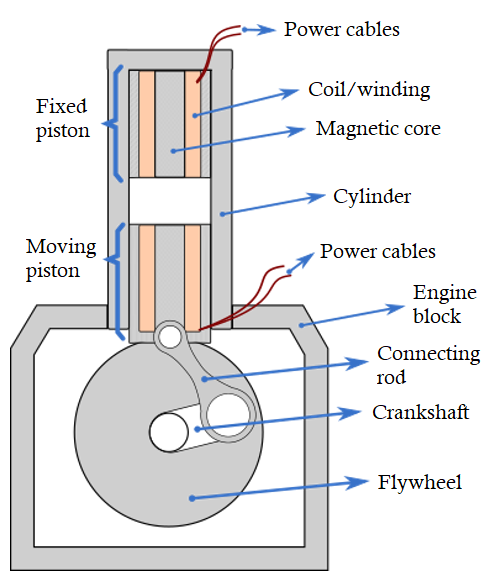 Power cables
Coil/winding
Fixed
piston
Magnetic core
Cylinder
Moving
piston
Power cables
Engine
block
Connecting
rod
Crankshaft
Flywheel